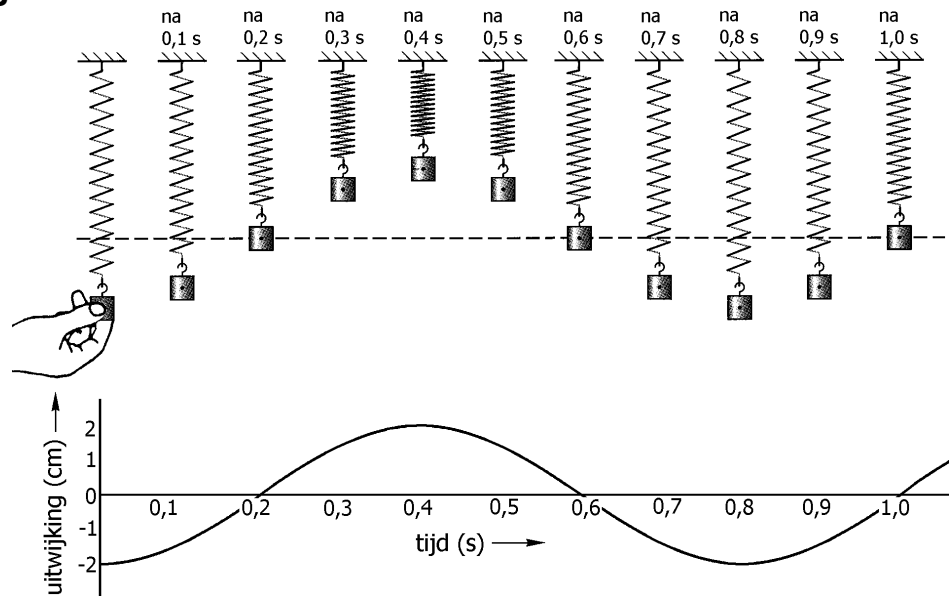 na na na na na na na na na na
0,1 s 0,2 s 0,3 s 0,4 s 0,5 s 0,6 s 0,7 s 0,8 s 0,9 s 1,0 s
uitwijking (cm)
2
1
0
-1
-2
0,1 0,2 0,3 0,4 0,5 0,6 0,7 0,8 0,9 1,0
tijd (s)